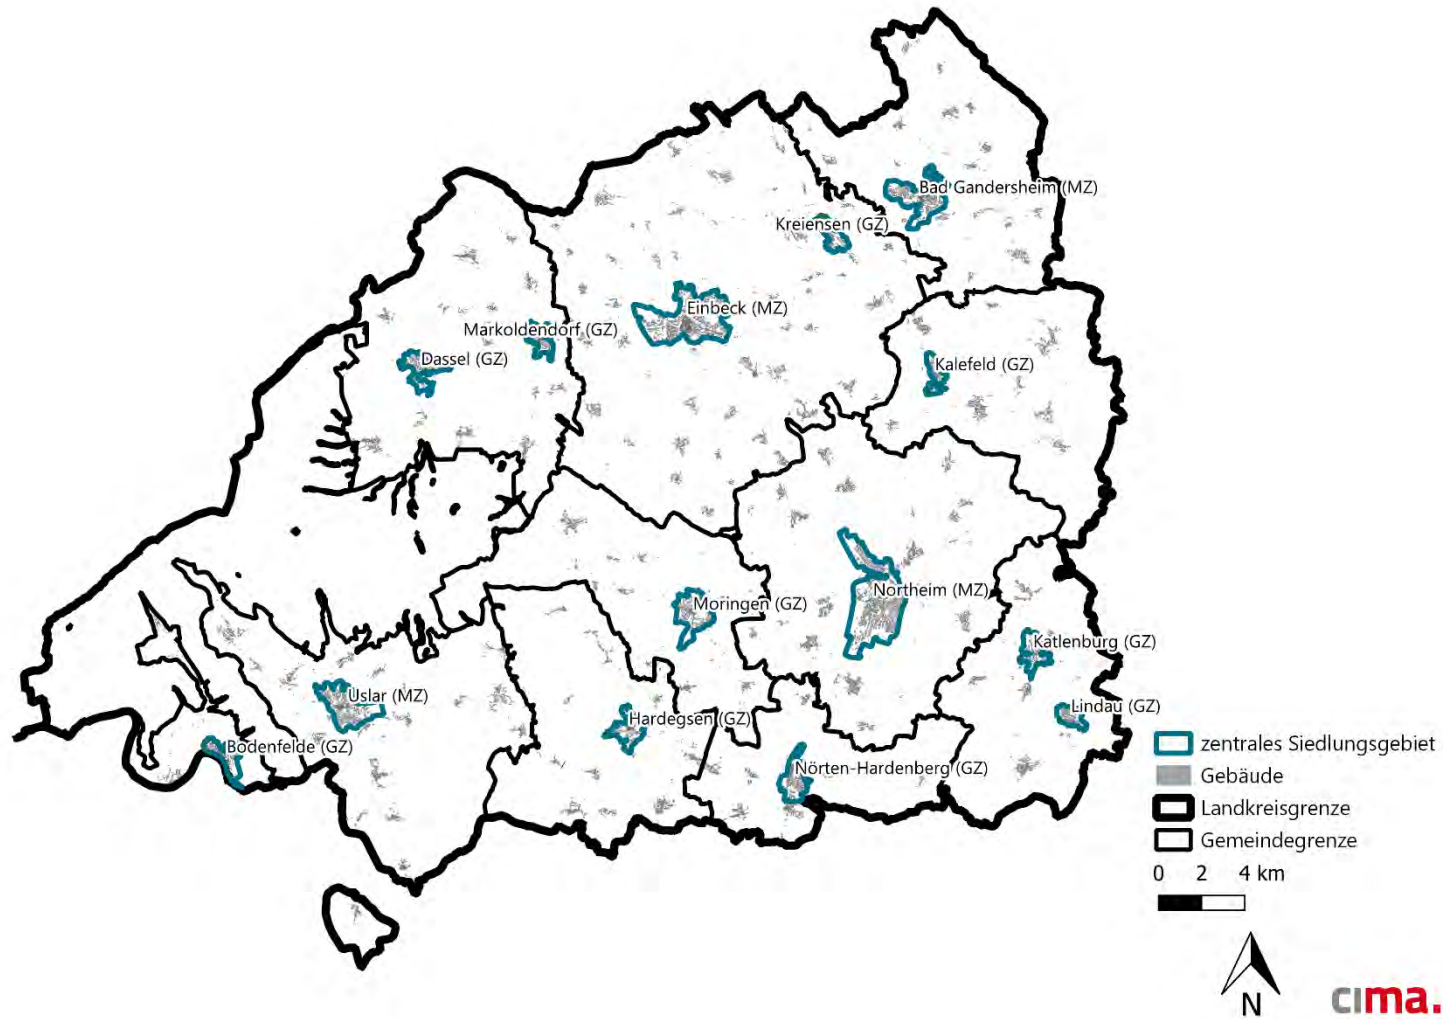 Bad Gandersheim (MZ)
Kreiensen (GZ)
Einbeck (MZ)
Markoldendorf (GZ)
Dassel (GZ)
Kalefeld (GZ)
Northeim (MZ)
Moringen (GZ)
Katlenburg (GZ)
Uslar (MZ)
Lindau (GZ)
Hardegsen (GZ)
Bodenfelde (GZ)
Nörten-Hardenberg (GZ)
zentrales Siedlungsgebiet
Gebäude
Landkreisgrenze
Gemeindegrenze
0 2 4 km
N
cima.